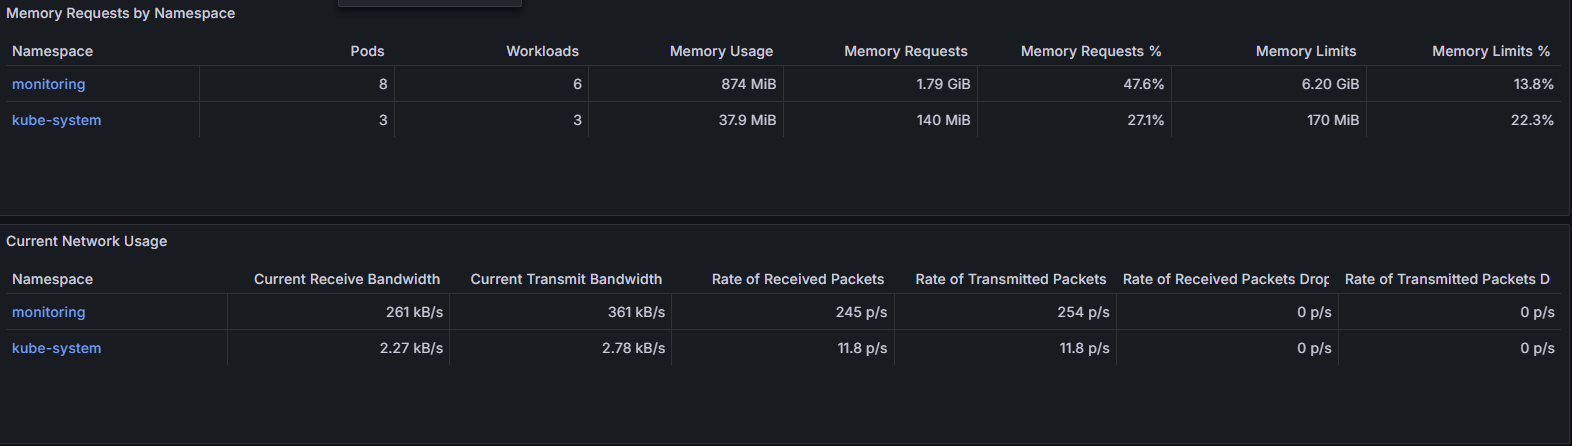 Memory Requests by Namespace
Namespace Pods Workloads Memory Usage Memory Requests Memory Requests % Memory Limits Memory Limits %
monitoring 8 6 874 MiB 1.79 GiB 47.6% 6.20 GiB 13.8%
kube-system 3 3 37.9 MiB 140 MiB 27.1% 170 MiB 22.3%
Current Network Usage
Namespace Current Receive Bandwidth Current Transmit Bandwidth Rate of Received Packets Rate of Transmitted Packets Rate of Received Packets Drop Rate of Transmitted Packets D
monitoring 261 kB/s 361 kB/s 245 p/s 254 p/s 0 p/s 0 p/s
kube-system 2.27 kB/s 2.78 kB/s 11.8 p/s 11.8 p/s 0 p/s 0 p/s